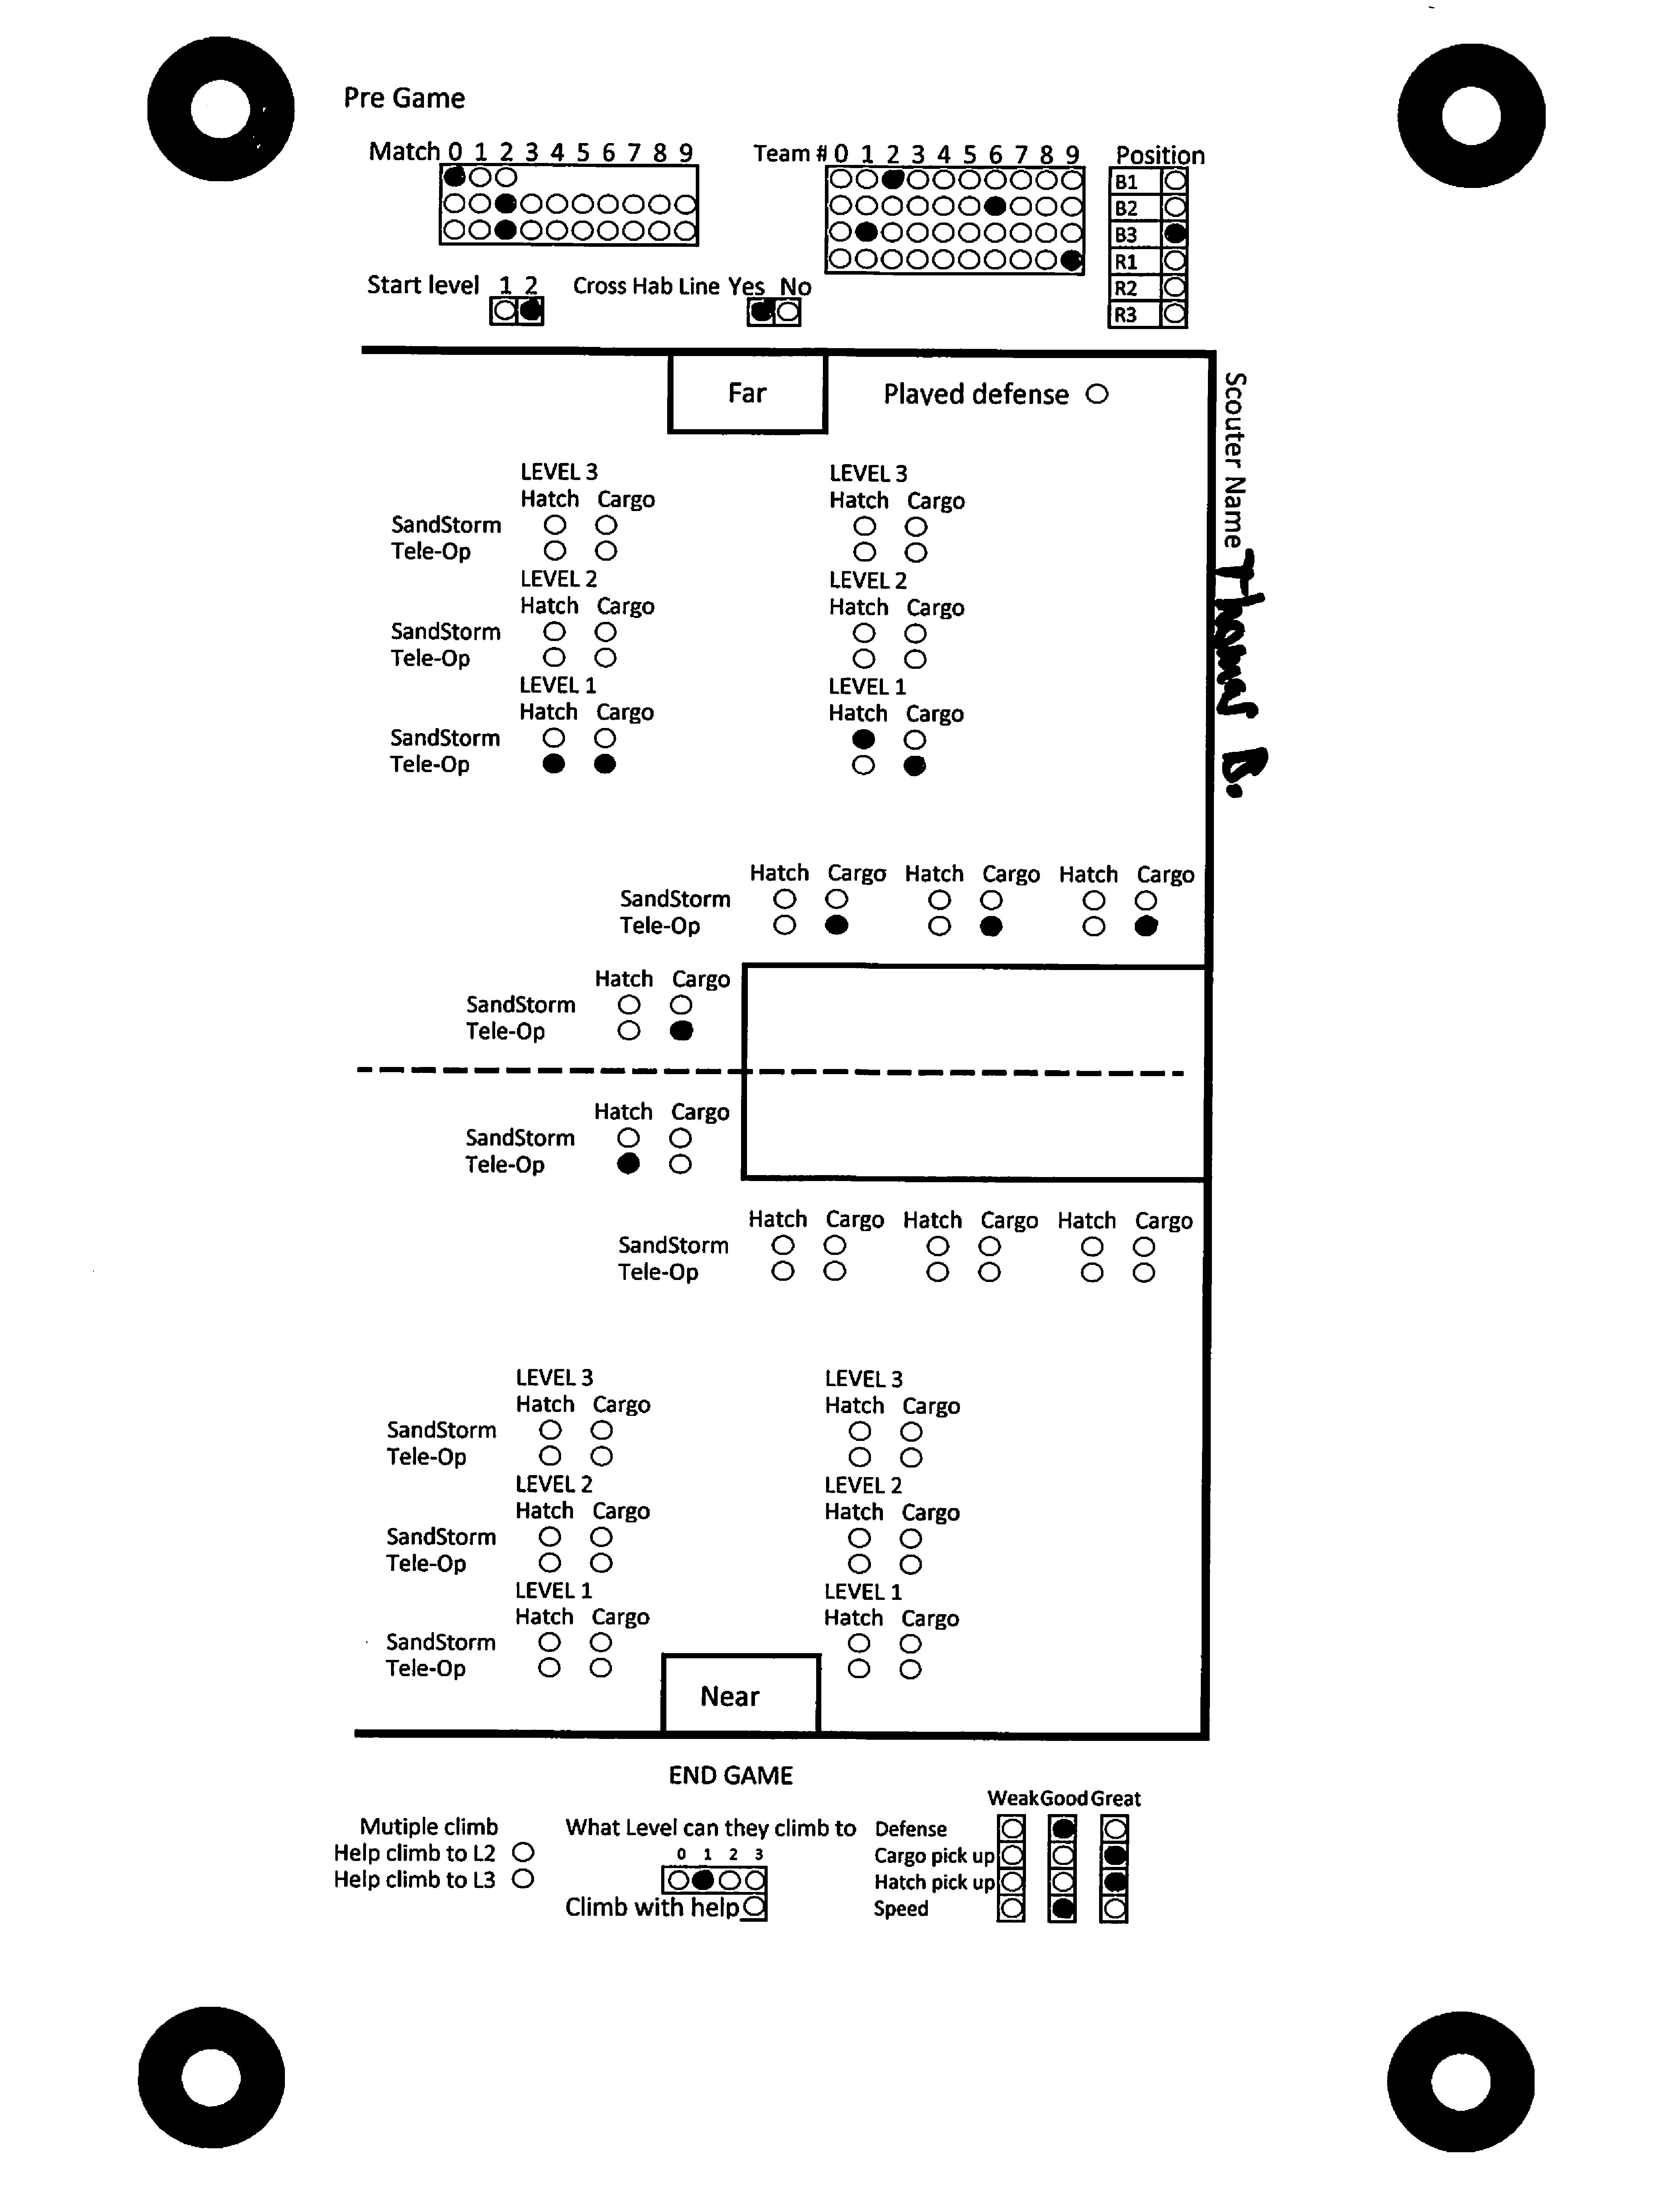 Pre Game
Match 0 1 2 3 4 5 6 7 8 9
Team # 0 1 2 3 4 5 6 7 8 9
Position
B1
B2
B3
R1
R2
R3
Start level 1 2
Cross Hab Line Yes No
Far
Played defense
Scouter Name Thomas B.
LEVEL 3 LEVEL 3
Hatch Cargo Hatch Cargo
SandStorm
Tele-Op
LEVEL 2 LEVEL 2
Hatch Cargo Hatch Cargo
SandStorm
Tele-Op
LEVEL 1 LEVEL 1
Hatch Cargo Hatch Cargo
SandStorm
Tele-Op
Hatch Cargo Hatch Cargo Hatch Cargo
SandStorm
Tele-Op
Hatch Cargo
SandStorm
Tele-Op
Hatch Cargo
SandStorm
Tele-Op
Hatch Cargo Hatch Cargo Hatch Cargo
SandStorm
Tele-Op
LEVEL 3 LEVEL 3
Hatch Cargo Hatch Cargo
SandStorm
Tele-Op
LEVEL 2 LEVEL 2
Hatch Cargo Hatch Cargo
SandStorm
Tele-Op
LEVEL 1 LEVEL 1
Hatch Cargo Hatch Cargo
SandStorm
Tele-Op
Near
END GAME
Mutiple climb
Help climb to L2
Help climb to L3
What Level can they climb to
0 1 2 3
Climb with help
Weak Good Great
Defense
Cargo pick up
Hatch pick up
Speed